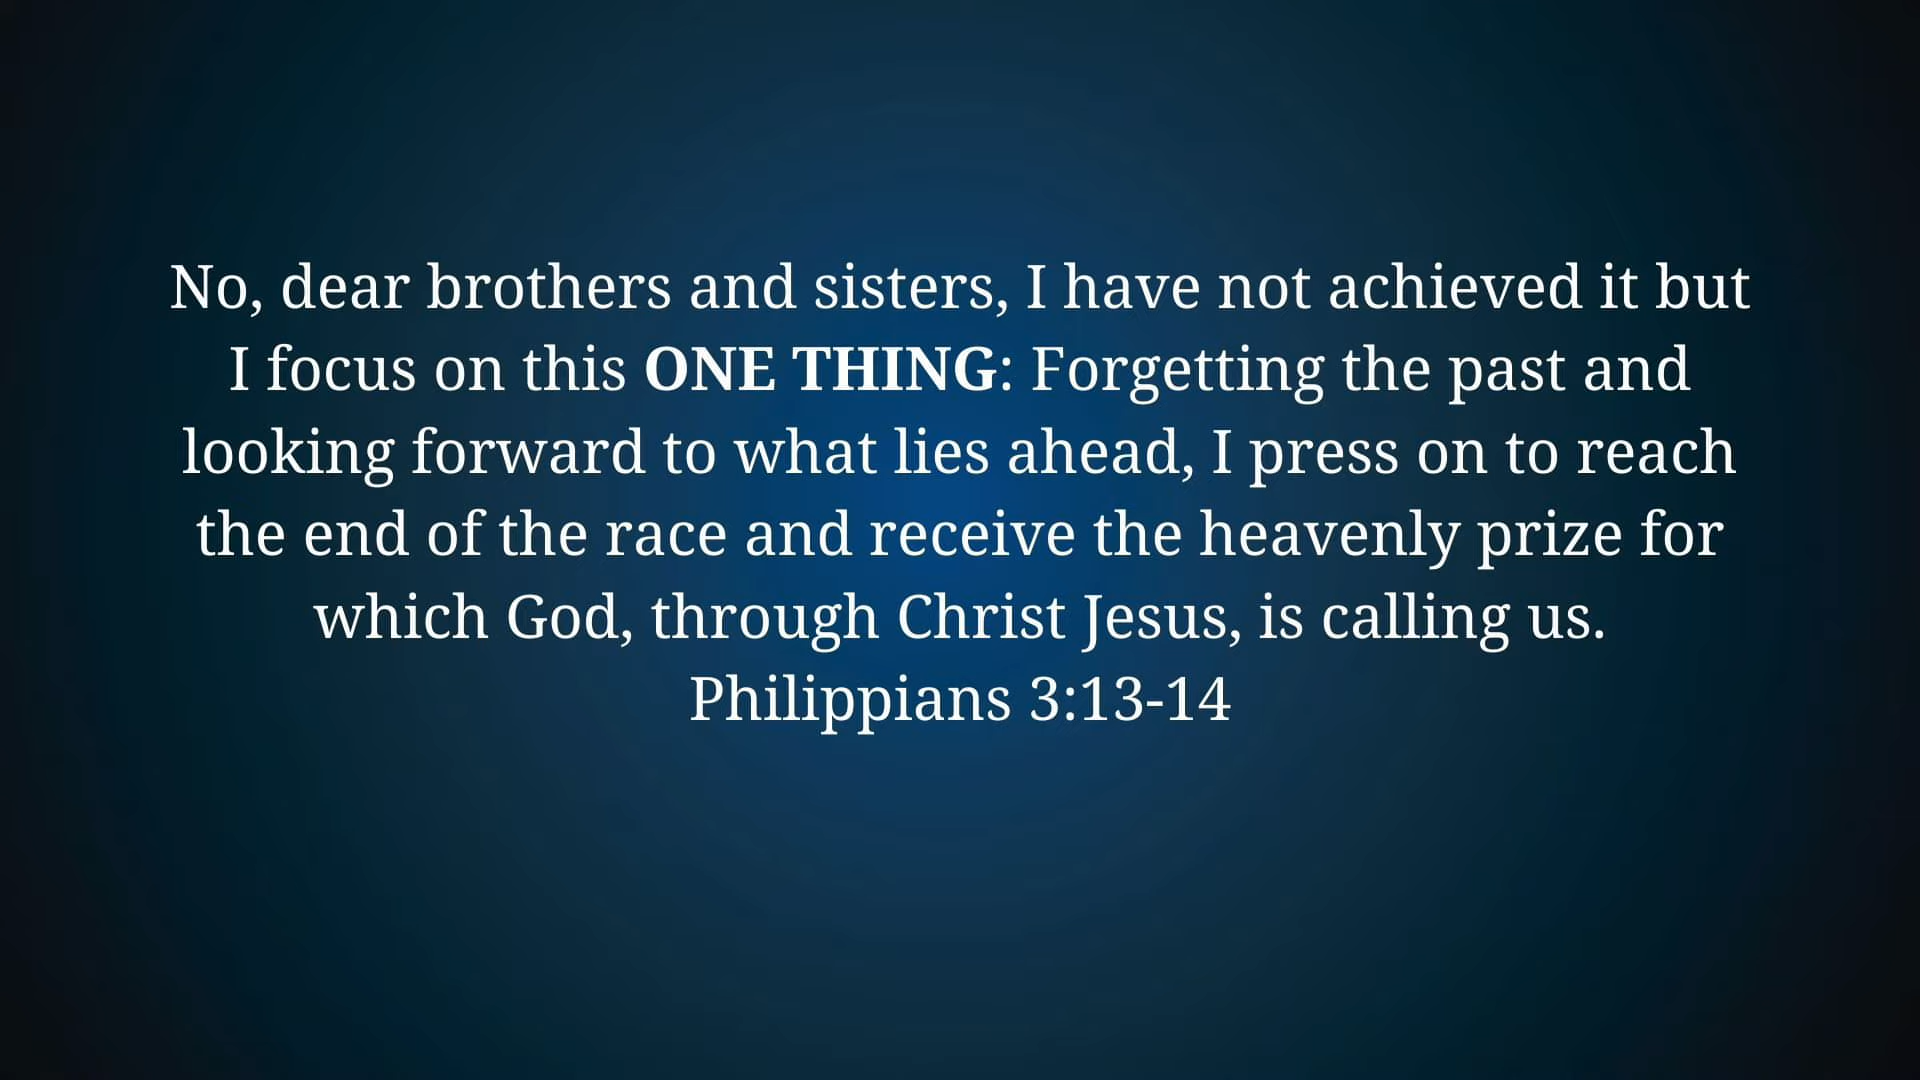 No, dear brothers and sisters, I have not achieved it but
I focus on this ONE THING: Forgetting the past and
looking forward to what lies ahead, I press on to reach
the end of the race and receive the heavenly prize for
which God, through Christ Jesus, is calling us.
Philippians 3:13-14